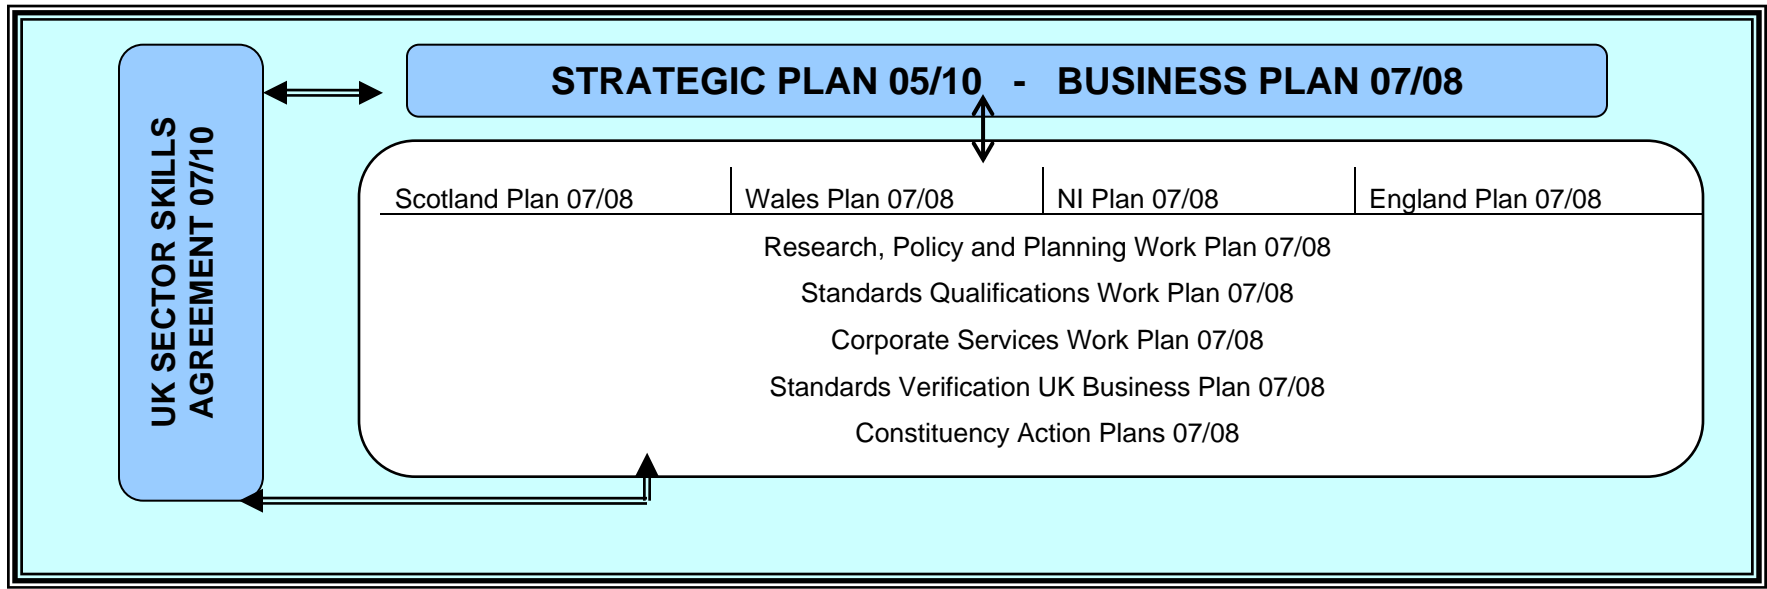 STRATEGIC PLAN 05/10 - BUSINESS PLAN 07/08
UK SECTOR SKILLS
AGREEMENT 07/10
Scotland Plan 07/08 Wales Plan 07/08 NI Plan 07/08 England Plan 07/08
Research, Policy and Planning Work Plan 07/08
Standards Qualifications Work Plan 07/08
Corporate Services Work Plan 07/08
Standards Verification UK Business Plan 07/08
Constituency Action Plans 07/08